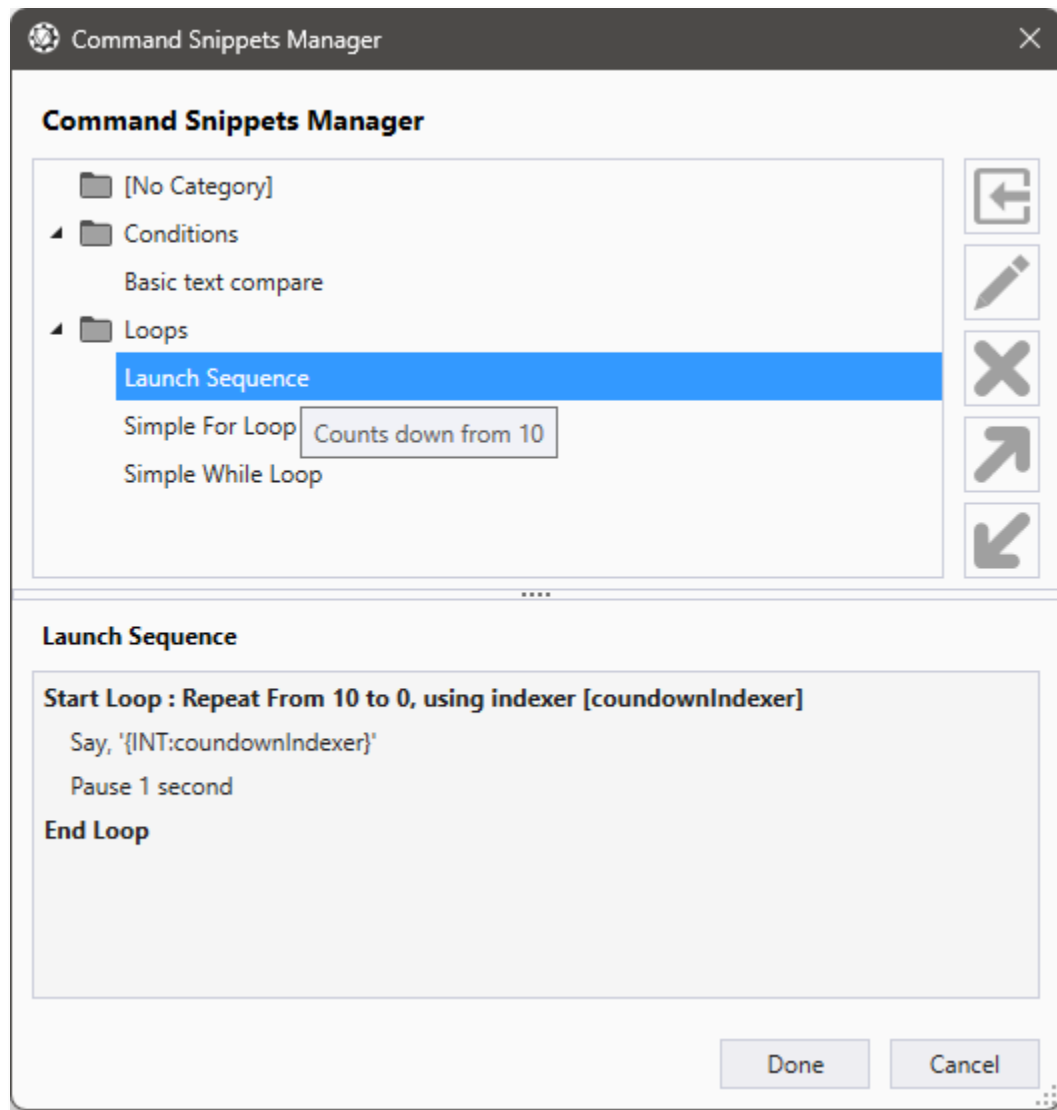 Command Snippets Manager
Command Snippets Manager
[No Category]
Conditions
Basic text compare
Loops
Launch Sequence
Simple For Loop
Counts down from 10
Simple While Loop
Launch Sequence
Start Loop : Repeat From 10 to 0, using indexer [coundownIndexer]
Say, '{INT:coundownIndexer}'
Pause 1 second
End Loop
Done Cancel